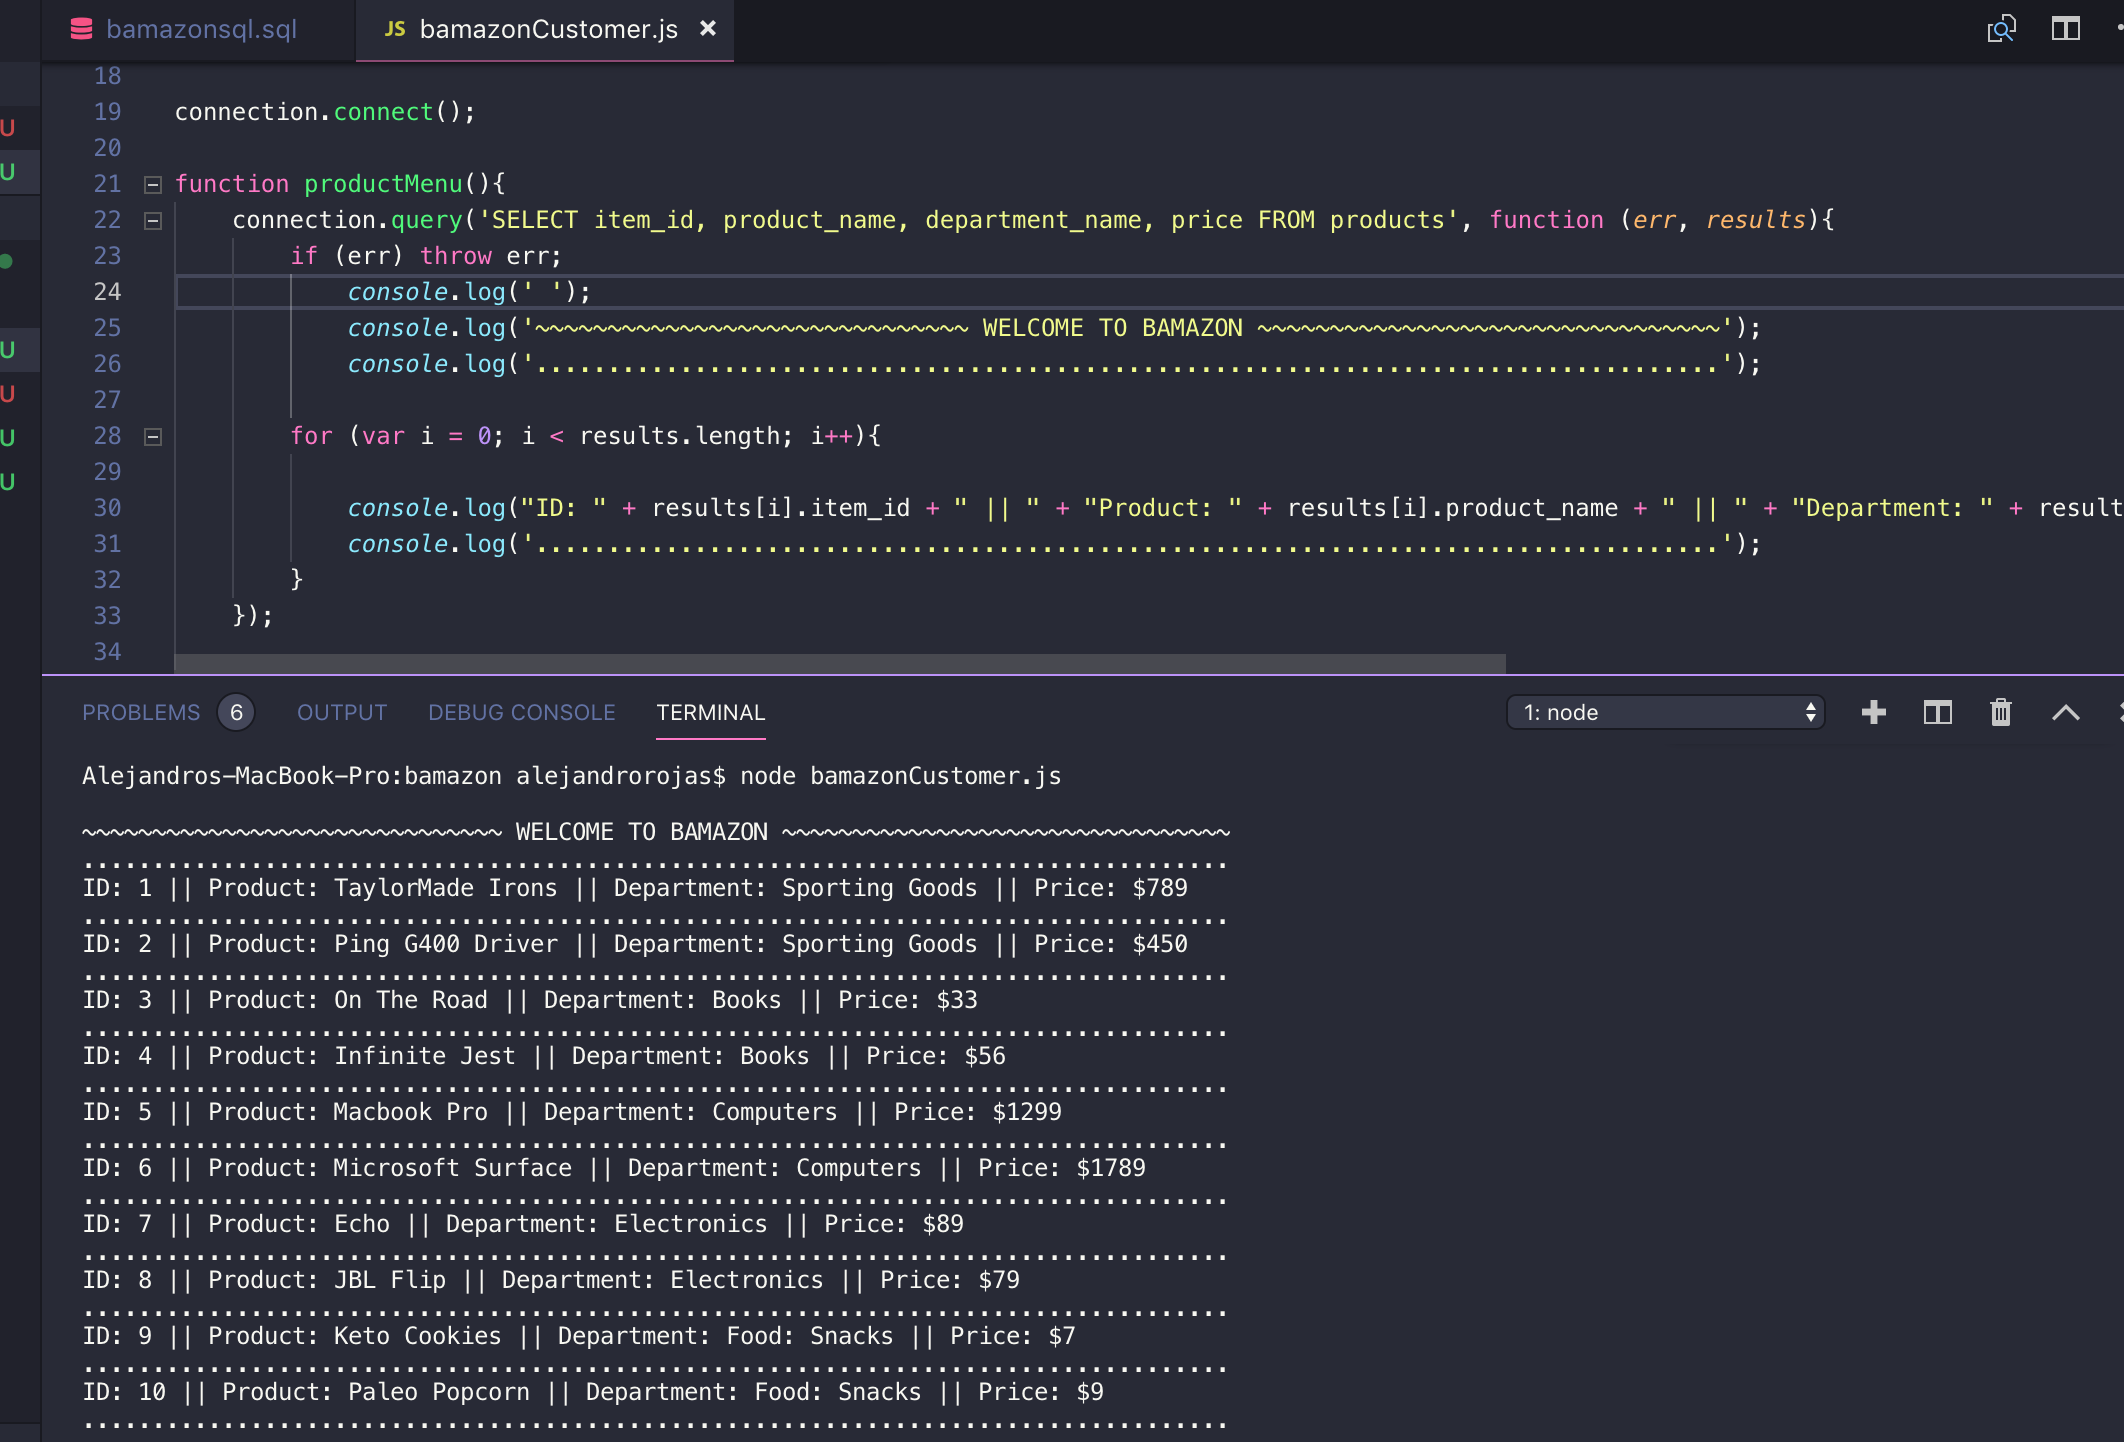 bamazonsql.sql
JS bamazonCustomer.js ×
18
19 connection.connect();
20
21 function productMenu(){
22     connection.query('SELECT item_id, product_name, department_name, price FROM products', function (err, results){
23         if (err) throw err;
24             console.log(' ');
25             console.log('~~~~~~~~~~~~~~~~~~~~~~~~~~~~~~ WELCOME TO BAMAZON ~~~~~~~~~~~~~~~~~~~~~~~~~~~~~~~~');
26             console.log('..................................................................................');
27
28         for (var i = 0; i < results.length; i++){
29
30             console.log("ID: " + results[i].item_id + " || " + "Product: " + results[i].product_name + " || " + "Department: " + result
31             console.log('..................................................................................');
32         }
33     });
34
U
U
U
U
U
U
PROBLEMS 6 OUTPUT DEBUG CONSOLE TERMINAL 1: node
Alejandros-MacBook-Pro:bamazon alejandrorojas$ node bamazonCustomer.js
~~~~~~~~~~~~~~~~~~~~~~~~~~~~~~ WELCOME TO BAMAZON ~~~~~~~~~~~~~~~~~~~~~~~~~~~~~~~~
..................................................................................
ID: 1 || Product: TaylorMade Irons || Department: Sporting Goods || Price: $789
..................................................................................
ID: 2 || Product: Ping G400 Driver || Department: Sporting Goods || Price: $450
..................................................................................
ID: 3 || Product: On The Road || Department: Books || Price: $33
..................................................................................
ID: 4 || Product: Infinite Jest || Department: Books || Price: $56
..................................................................................
ID: 5 || Product: Macbook Pro || Department: Computers || Price: $1299
..................................................................................
ID: 6 || Product: Microsoft Surface || Department: Computers || Price: $1789
..................................................................................
ID: 7 || Product: Echo || Department: Electronics || Price: $89
..................................................................................
ID: 8 || Product: JBL Flip || Department: Electronics || Price: $79
..................................................................................
ID: 9 || Product: Keto Cookies || Department: Food: Snacks || Price: $7
..................................................................................
ID: 10 || Product: Paleo Popcorn || Department: Food: Snacks || Price: $9
..................................................................................